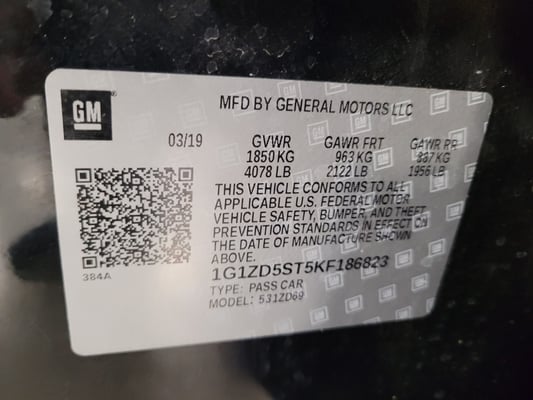 GM
MFD BY GENERAL MOTORS LLC
03/19 GVWR GAWR FRT GAWR RR
1850 KG 963 KG 887 KG
4078 LB 2122 LB 1956 LB
THIS VEHICLE CONFORMS TO ALL
APPLICABLE U.S. FEDERAL MOTOR
VEHICLE SAFETY, BUMPER, AND THEFT
PREVENTION STANDARDS IN EFFECT ON
THE DATE OF MANUFACTURE SHOWN
ABOVE.
384A
1G1ZD5ST5KF186823
TYPE: PASS CAR
MODEL: 531ZD69